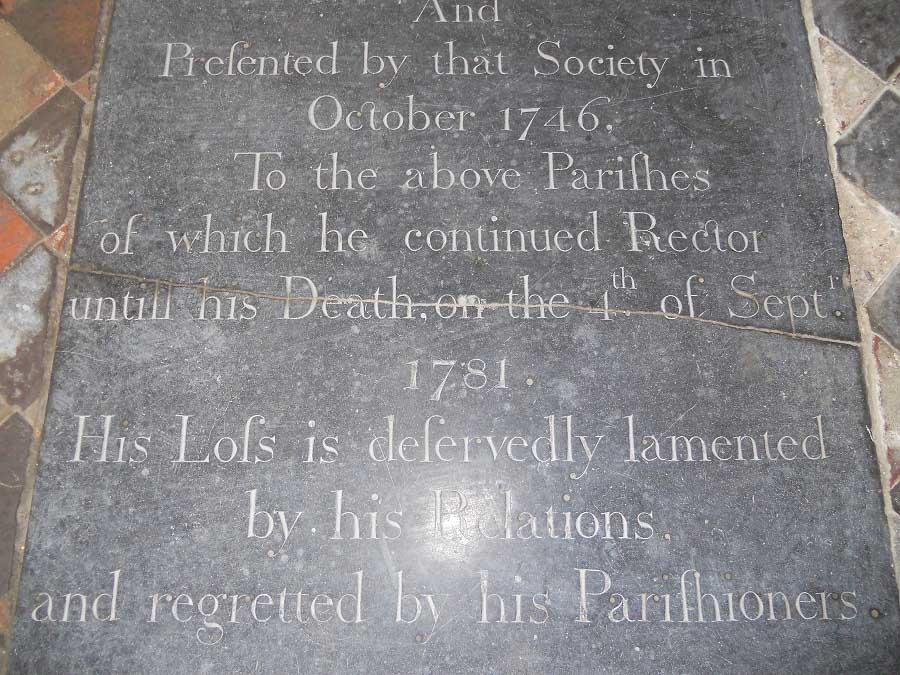 And
Preſented by that Society in
October 1746.
To the above Pariſhes
of which he continued Rector
untill his Death, on the 4th. of Septr.
1781.
His Loſs is deſervedly lamented
by his Relations
and regretted by his Pariſhioners.